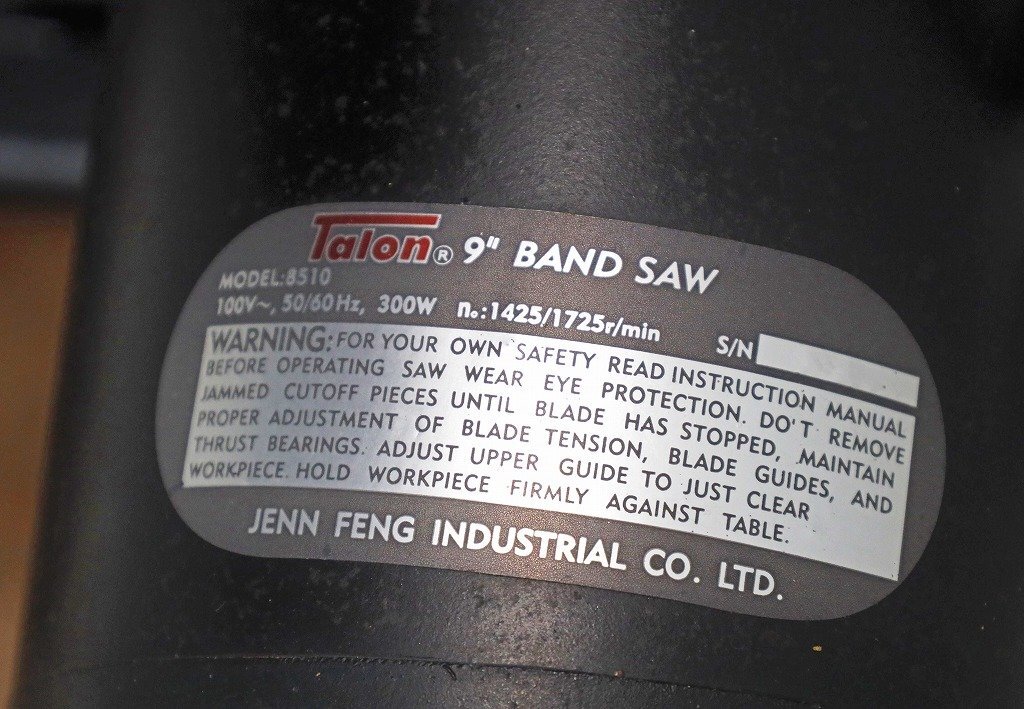 Talon® 9" BAND SAW
MODEL:8510
100V~, 50/60Hz, 300W n₀:1425/1725r/min
S/N
WARNING: FOR YOUR OWN SAFETY READ INSTRUCTION MANUAL
BEFORE OPERATING SAW WEAR EYE PROTECTION. DO'T REMOVE
JAMMED CUTOFF PIECES UNTIL BLADE HAS STOPPED, MAINTAIN
PROPER ADJUSTMENT OF BLADE TENSION, BLADE GUIDES, AND
THRUST BEARINGS. ADJUST UPPER GUIDE TO JUST CLEAR
WORKPIECE. HOLD WORKPIECE FIRMLY AGAINST TABLE.
JENN FENG INDUSTRIAL CO. LTD.